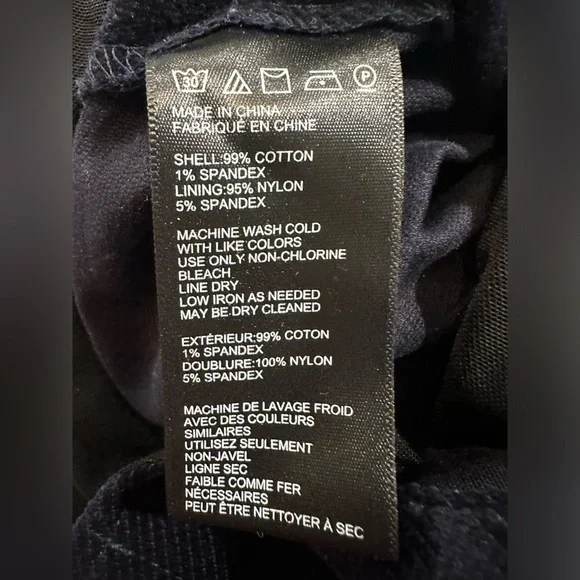 30 P
MADE IN CHINA
FABRIQUÉ EN CHINE
SHELL:99% COTTON
1% SPANDEX
LINING:95% NYLON
5% SPANDEX
MACHINE WASH COLD
WITH LIKE COLORS
USE ONLY NON-CHLORINE
BLEACH
LINE DRY
LOW IRON AS NEEDED
MAY BE DRY CLEANED
EXTÉRIEUR:99% COTON
1% SPANDEX
DOUBLURE:100% NYLON
5% SPANDEX
MACHINE DE LAVAGE FROID
AVEC DES COULEURS
SIMILAIRES
UTILISEZ SEULEMENT
NON-JAVEL
LIGNE SEC
FAIBLE COMME FER
NÉCESSAIRES
PEUT ÊTRE NETTOYER À SEC